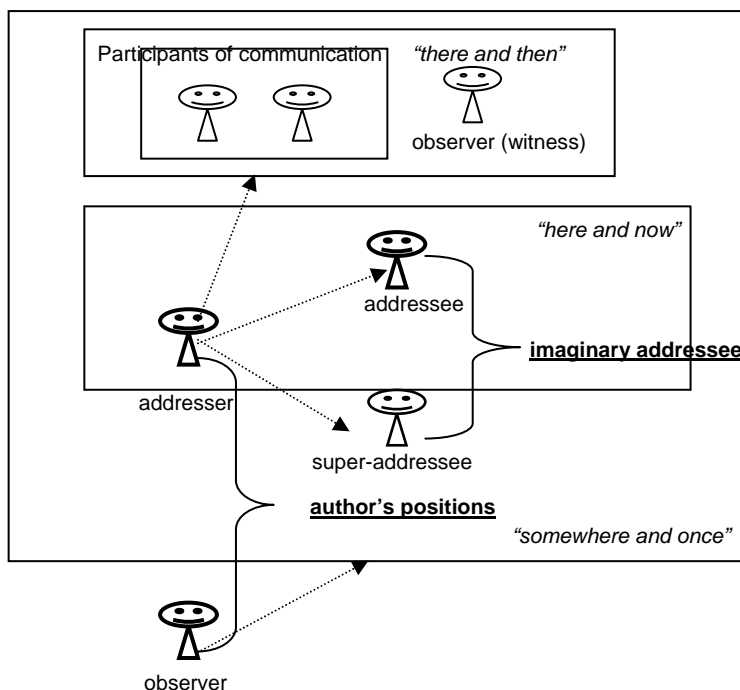 Participants of communication “there and then”
observer (witness)
“here and now”
addressee
imaginary addressee
addresser
super-addressee
author’s positions
“somewhere and once”
observer